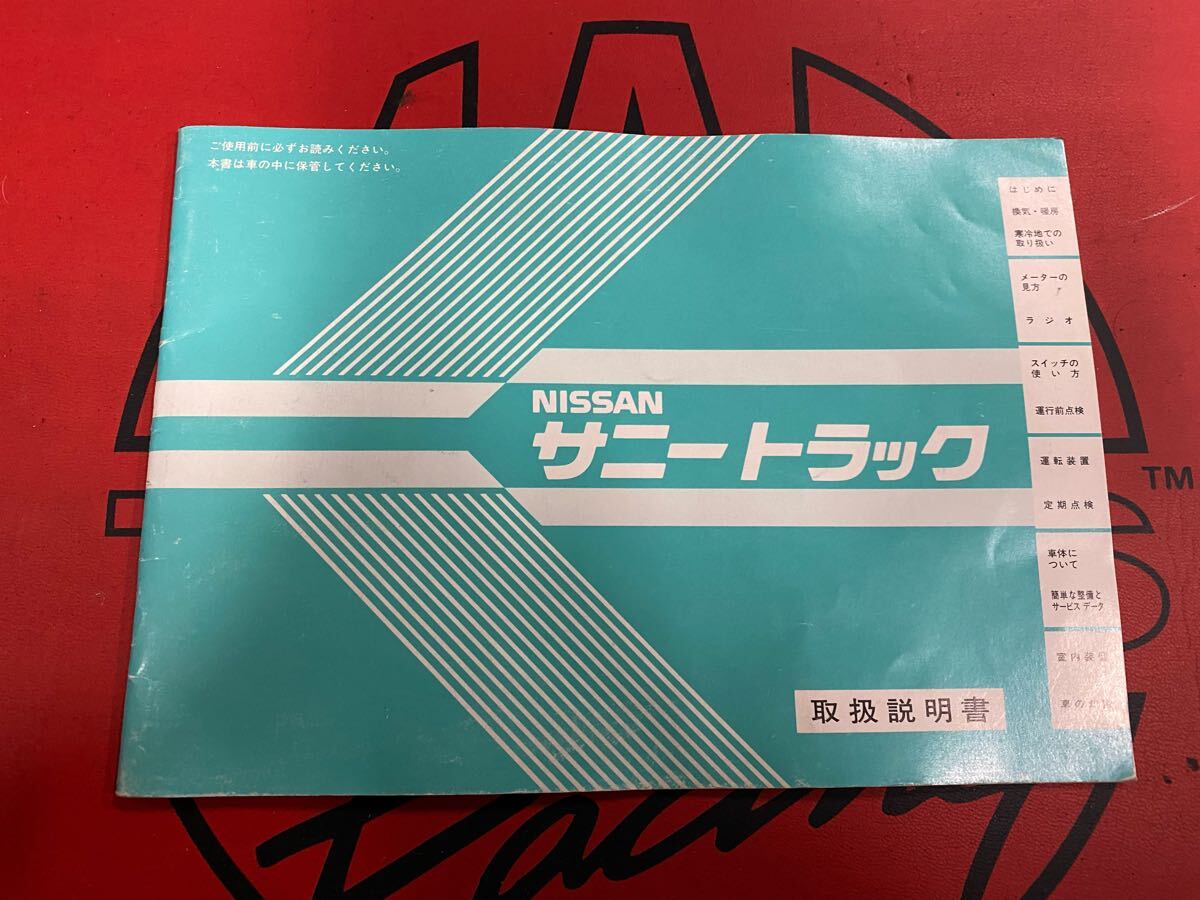 ご使用前に必ずお読みください。
本書は車の中に保管してください。
NISSAN
サニートラック
取扱説明書
はじめに
換気・暖房
寒冷地での
取り扱い
メーターの
見方
ラジオ
スイッチの
使い方
運行前点検
運転装置
定期点検
車体に
ついて
簡単な整備と
サービスデータ
室内装備
TM
Racing